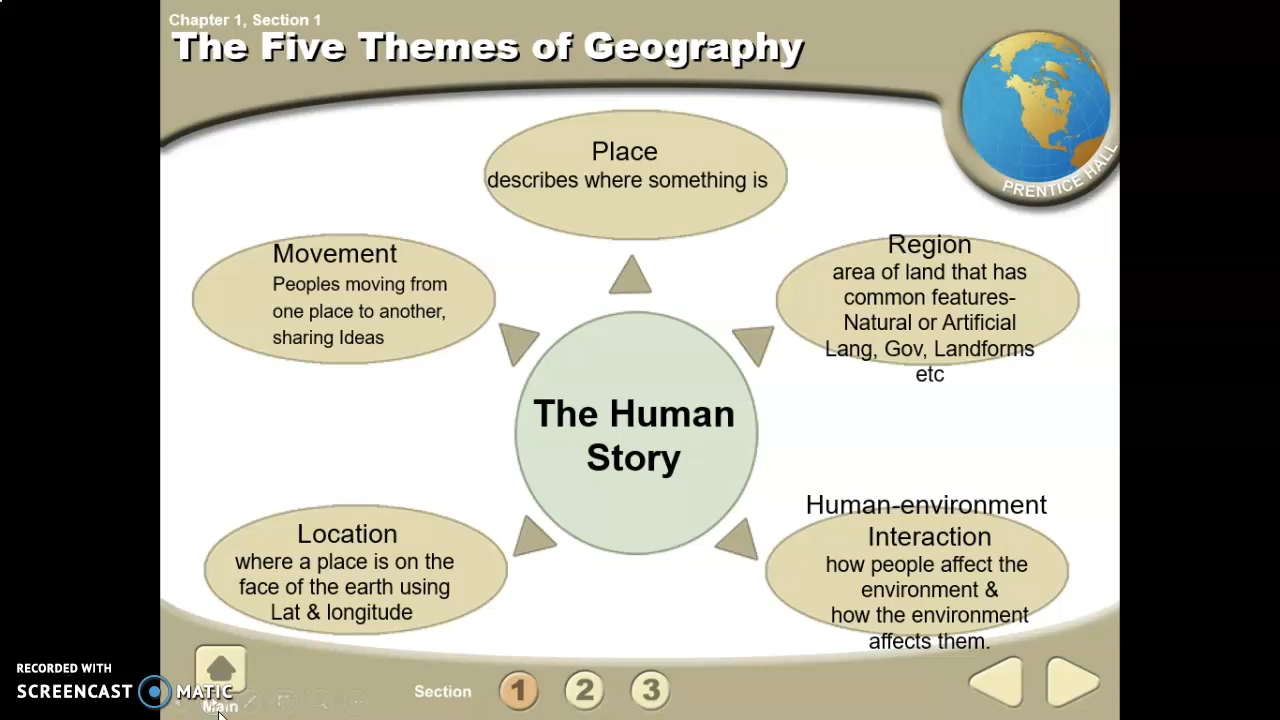 Chapter 1, Section 1
The Five Themes of Geography
PRENTICE HALL
Place
describes where something is
Movement
Peoples moving from
one place to another,
sharing Ideas
Region
area of land that has
common features-
Natural or Artificial
Lang, Gov, Landforms
etc
The Human
Story
Location
where a place is on the
face of the earth using
Lat & longitude
Human-environment
Interaction
how people affect the
environment &
how the environment
affects them.
RECORDED WITH
SCREENCAST MATIC
Main
Section
1
2
3